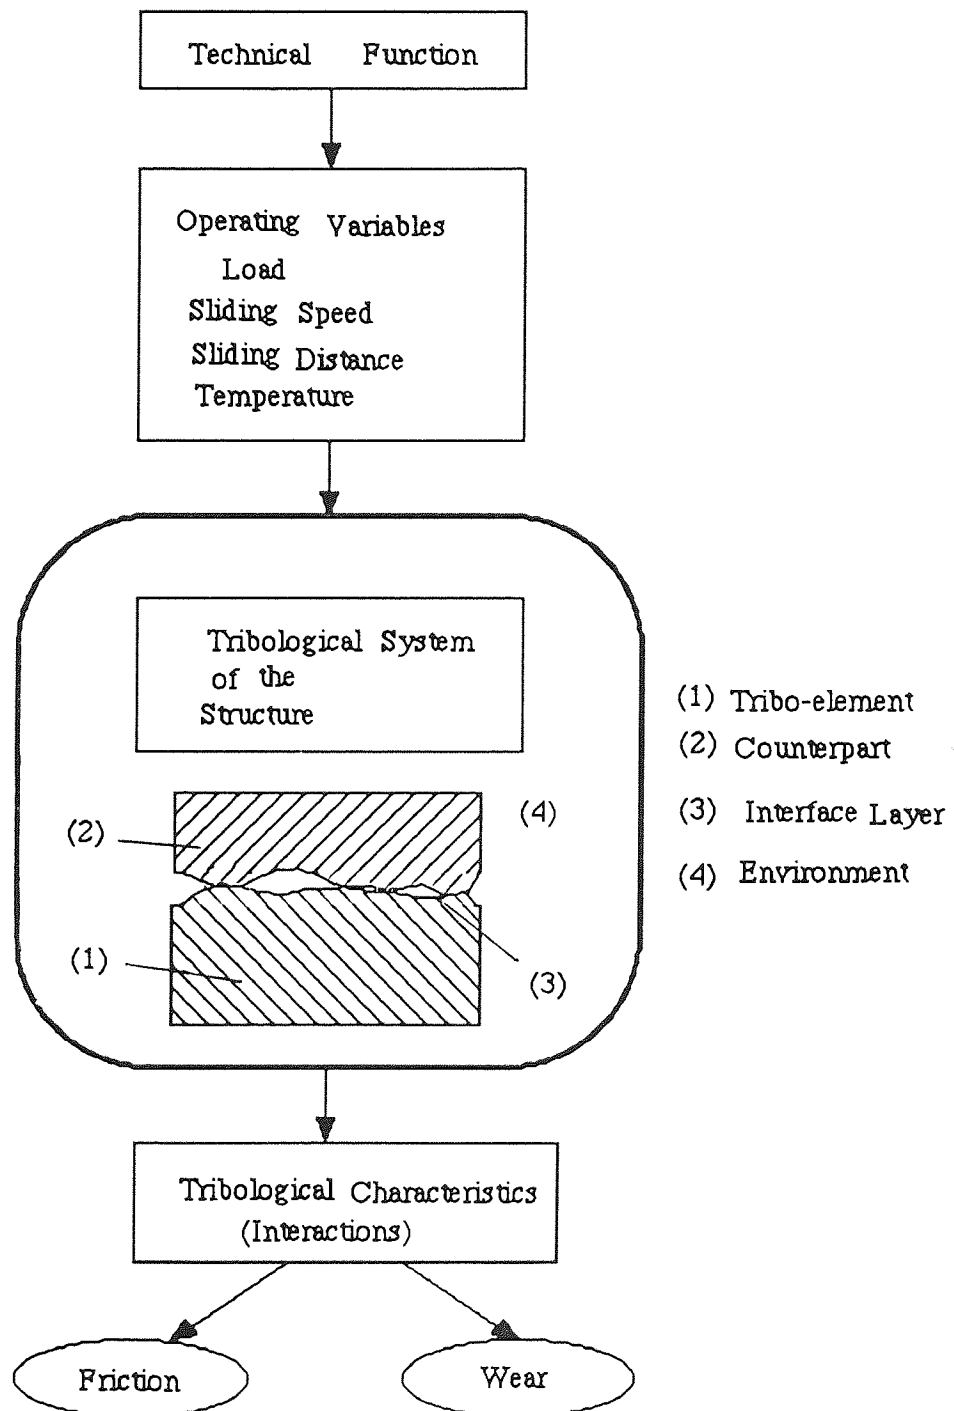 Technical Function
Operating Variables
Load
Sliding Speed
Sliding Distance
Temperature
Tribological System
of the
Structure
(1) Tribo-element
(2) Counterpart
(3) Interface Layer
(4) Environment
(4)
(2)
(1)
(3)
Tribological Characteristics
(Interactions)
Friction
Wear